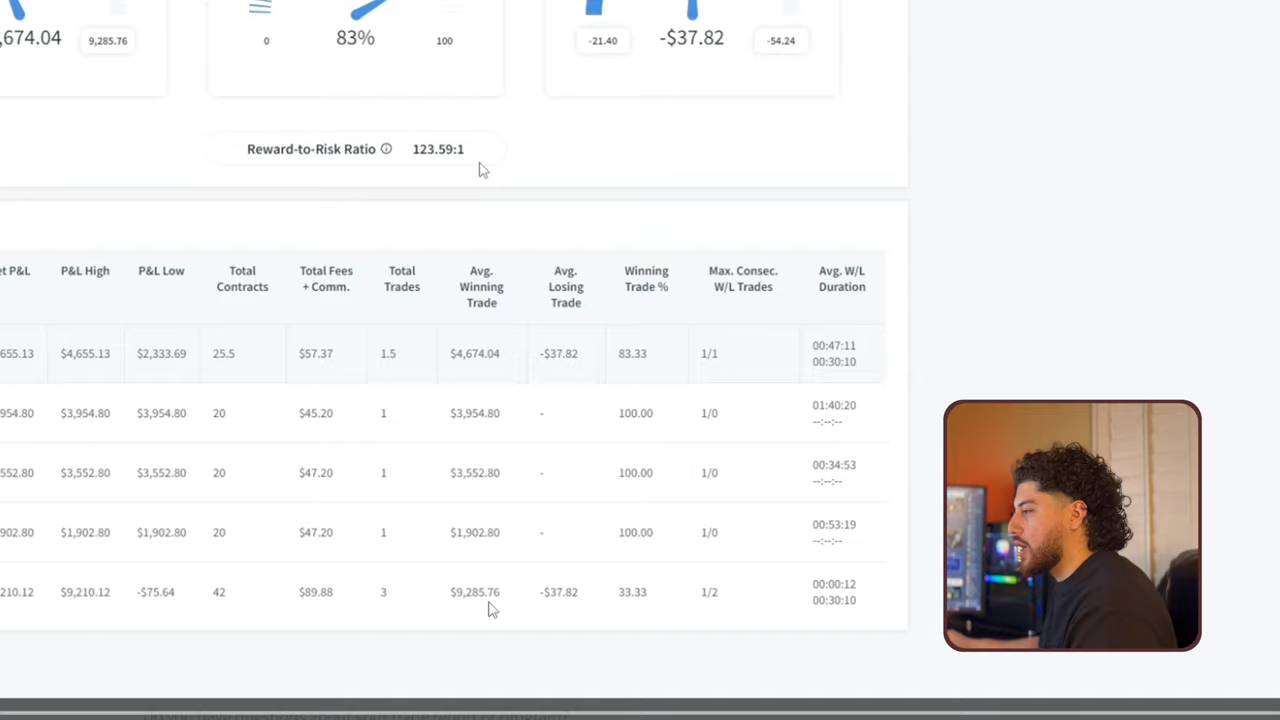 ,674.04 9,285.76 0 83% 100 -21.40 -$37.82 -54.24
Reward-to-Risk Ratio 123.59:1
et P&L P&L High P&L Low Total Contracts Total Fees + Comm. Total Trades Avg. Winning Trade Avg. Losing Trade Winning Trade % Max. Consec. W/L Trades Avg. W/L Duration
655.13 $4,655.13 $2,333.69 25.5 $57.37 1.5 $4,674.04 -$37.82 83.33 1/1 00:47:11
00:30:10
954.80 $3,954.80 $3,954.80 20 $45.20 1 $3,954.80 - 100.00 1/0 01:40:20
--:--:--
552.80 $3,552.80 $3,552.80 20 $47.20 1 $3,552.80 - 100.00 1/0 00:34:53
--:--:--
902.80 $1,902.80 $1,902.80 20 $47.20 1 $1,902.80 - 100.00 1/0 00:53:19
--:--:--
210.12 $9,210.12 -$75.64 42 $89.88 3 $9,285.76 -$37.82 33.33 1/2 00:00:12
00:30:10